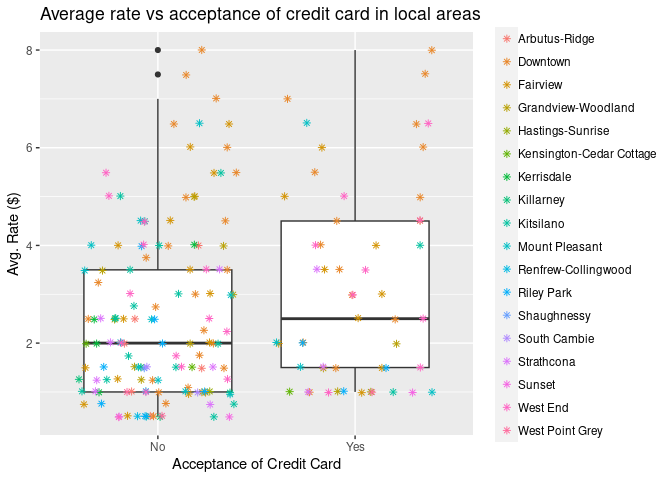 Average rate vs acceptance of credit card in local areas
8
6
4
2
Avg. Rate ($)
No
Yes
Acceptance of Credit Card
Arbutus-Ridge
Downtown
Fairview
Grandview-Woodland
Hastings-Sunrise
Kensington-Cedar Cottage
Kerrisdale
Killarney
Kitsilano
Mount Pleasant
Renfrew-Collingwood
Riley Park
Shaughnessy
South Cambie
Strathcona
Sunset
West End
West Point Grey